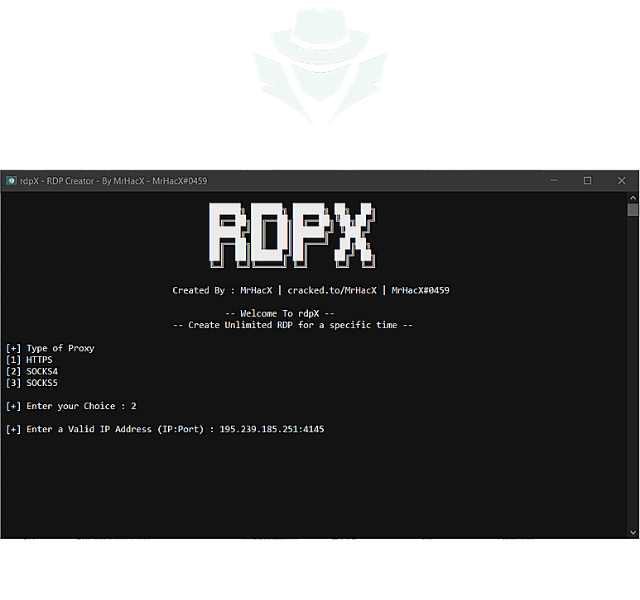 rdpX - RDP Creator - By MrHacX - MrHacX#0459
RDPX
Created By : MrHacX | cracked.to/MrHacX | MrHacX#0459
-- Welcome To rdpX --
-- Create Unlimited RDP for a specific time --
[+] Type of Proxy
[1] HTTPS
[2] SOCKS4
[3] SOCKS5
[+] Enter your Choice : 2
[+] Enter a Valid IP Address (IP:Port) : 195.239.185.251:4145